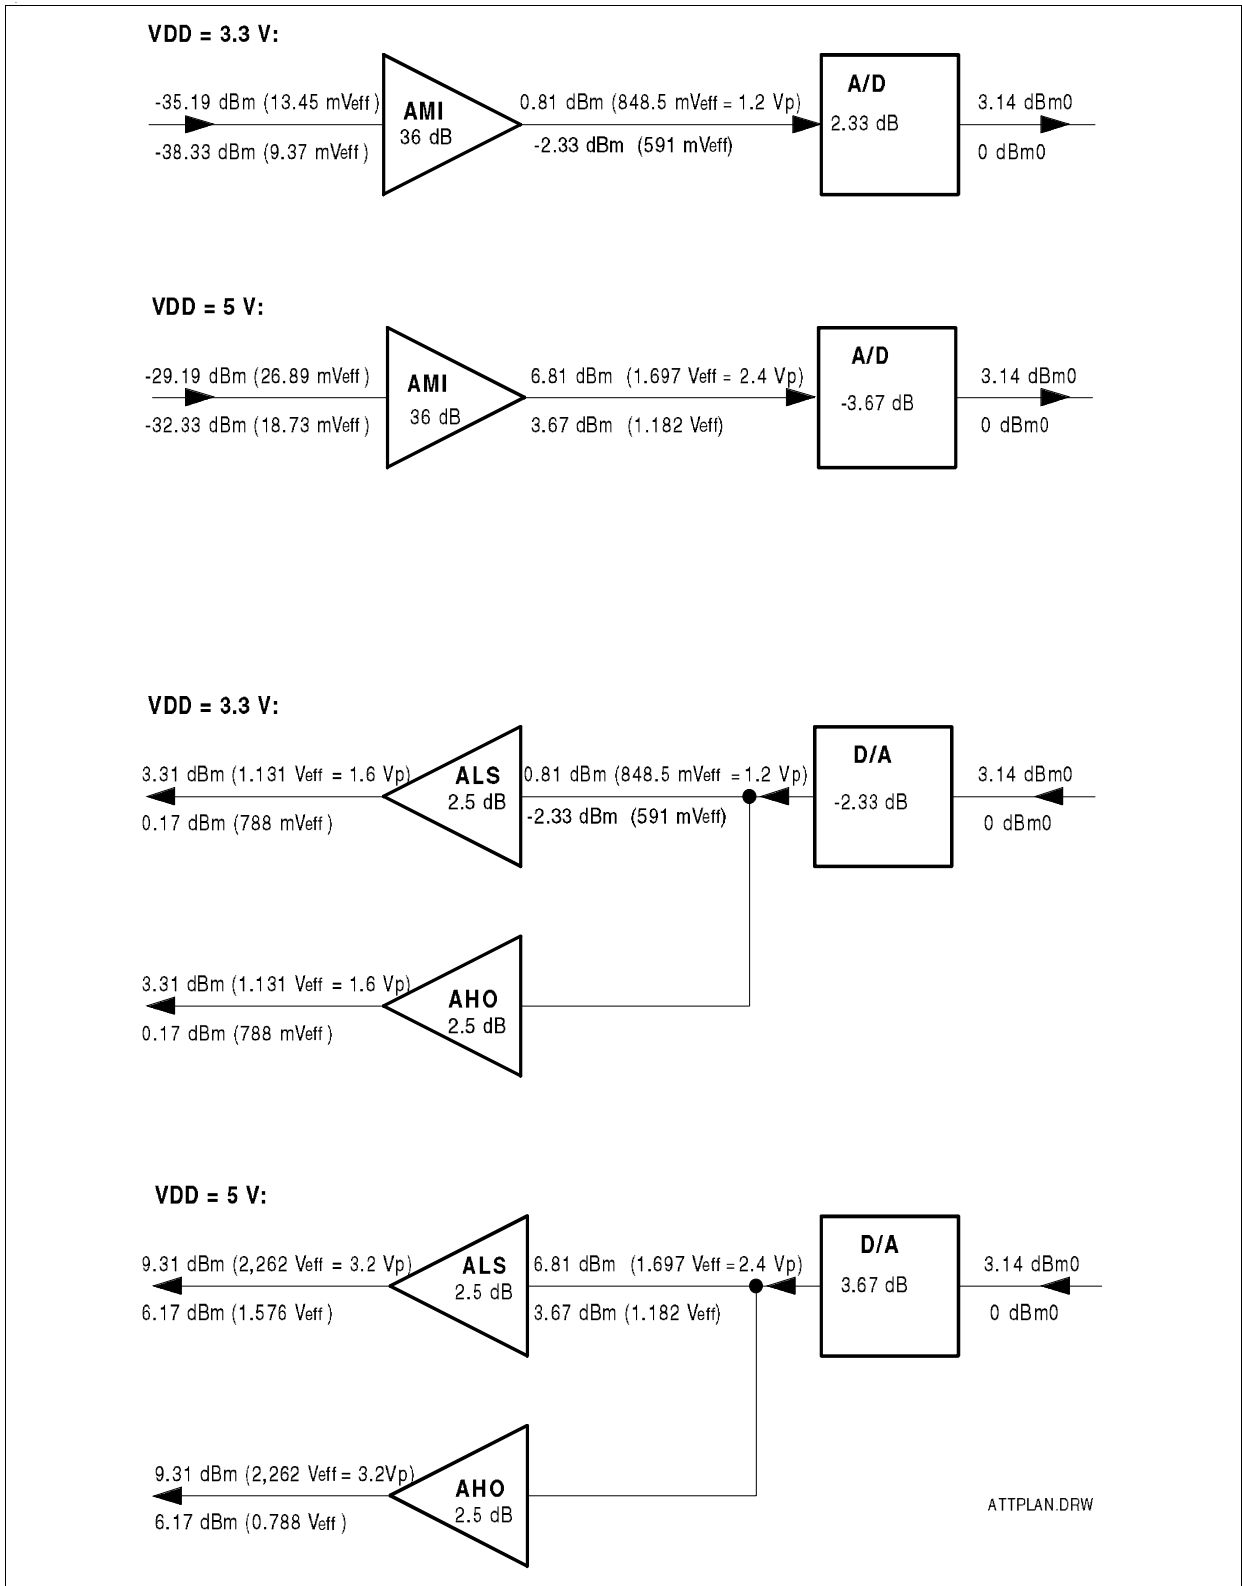 VDD = 3.3 V:
-35.19 dBm (13.45 mVeff)
-38.33 dBm (9.37 mVeff)
AMI
36 dB
0.81 dBm (848.5 mVeff = 1.2 Vp)
-2.33 dBm (591 mVeff)
A/D
2.33 dB
3.14 dBm0
0 dBm0
VDD = 5 V:
-29.19 dBm (26.89 mVeff)
-32.33 dBm (18.73 mVeff)
AMI
36 dB
6.81 dBm (1.697 Veff = 2.4 Vp)
3.67 dBm (1.182 Veff)
A/D
-3.67 dB
3.14 dBm0
0 dBm0
VDD = 3.3 V:
3.31 dBm (1.131 Veff = 1.6 Vp)
0.17 dBm (788 mVeff)
ALS
2.5 dB
0.81 dBm (848.5 mVeff = 1.2 Vp)
-2.33 dBm (591 mVeff)
D/A
-2.33 dB
3.14 dBm0
0 dBm0
3.31 dBm (1.131 Veff = 1.6 Vp)
0.17 dBm (788 mVeff)
AHO
2.5 dB
VDD = 5 V:
9.31 dBm (2,262 Veff = 3.2 Vp)
6.17 dBm (1.576 Veff)
ALS
2.5 dB
6.81 dBm (1.697 Veff = 2.4 Vp)
3.67 dBm (1.182 Veff)
D/A
3.67 dB
3.14 dBm0
0 dBm0
9.31 dBm (2,262 Veff = 3.2Vp)
6.17 dBm (0.788 Veff)
AHO
2.5 dB
ATTPLAN.DRW